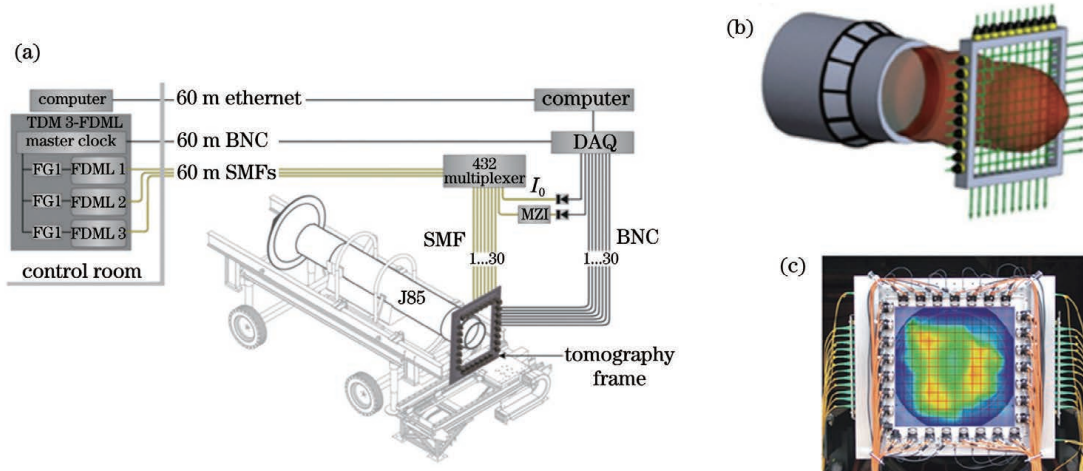 (a)
computer
60 m ethernet
computer
TDM 3-FDML
master clock
60 m BNC
DAQ
FG1
FDML 1
60 m SMFs
432
multiplexer
I₀
FG1
FDML 2
MZI
FG1
FDML 3
SMF
BNC
1...30
1...30
control room
J85
tomography
frame
(b)
(c)